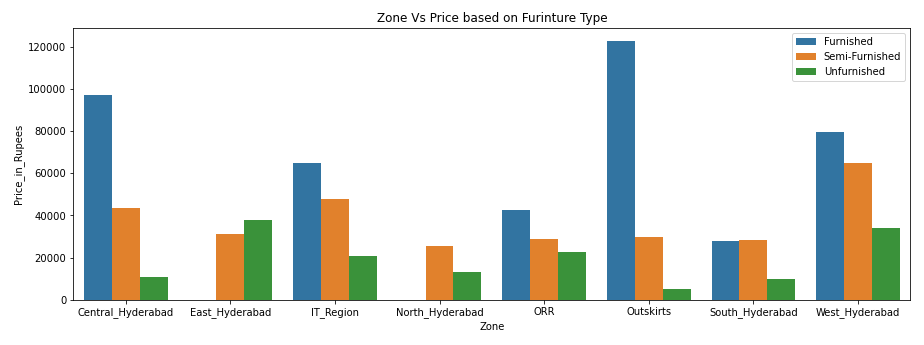 Zone Vs Price based on Furinture Type
Furnished
Semi-Furnished
Unfurnished
Price_in_Rupees
120000
100000
80000
60000
40000
20000
0
Central_Hyderabad East_Hyderabad IT_Region North_Hyderabad ORR Outskirts South_Hyderabad West_Hyderabad
Zone